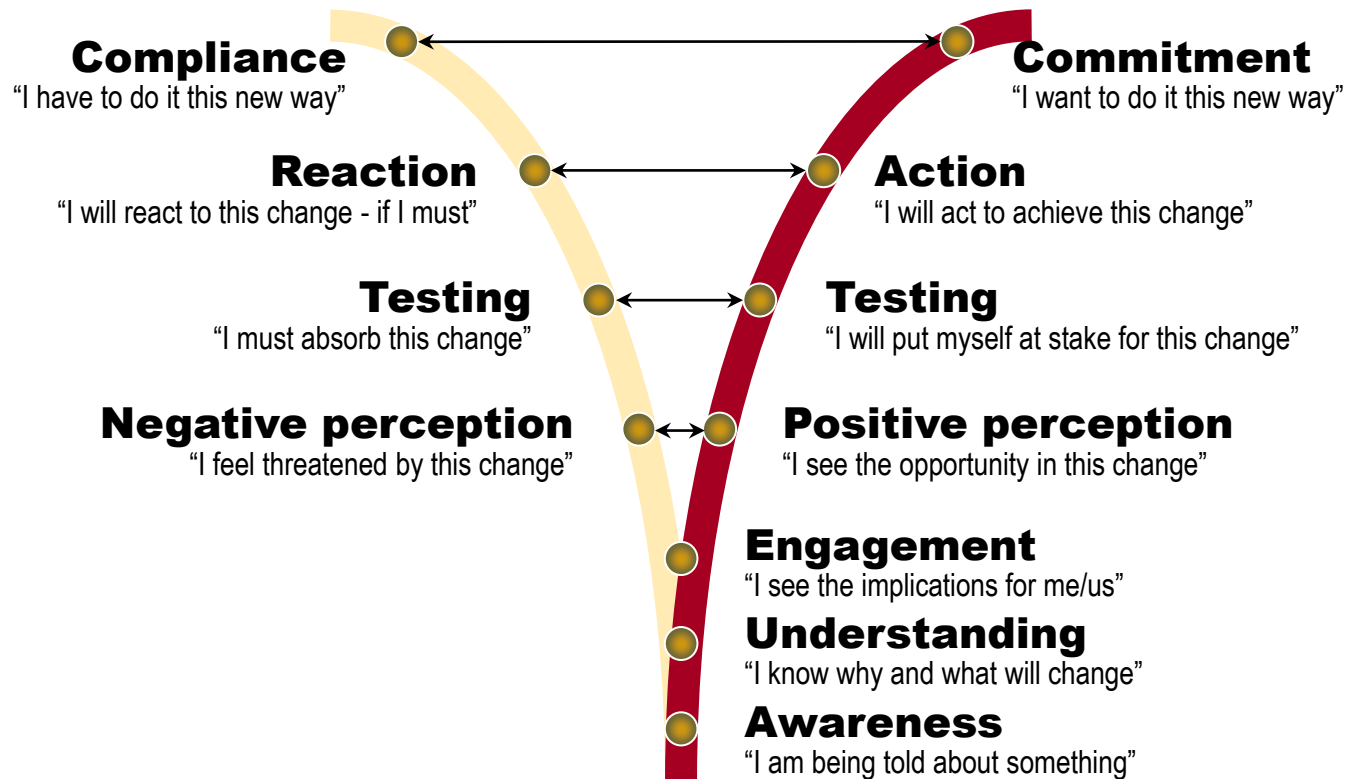 Compliance
“I have to do it this new way”
Commitment
“I want to do it this new way”
Reaction
“I will react to this change - if I must”
Action
“I will act to achieve this change”
Testing
“I must absorb this change”
Testing
“I will put myself at stake for this change”
Negative perception
“I feel threatened by this change”
Positive perception
“I see the opportunity in this change”
Engagement
“I see the implications for me/us”
Understanding
“I know why and what will change”
Awareness
“I am being told about something”